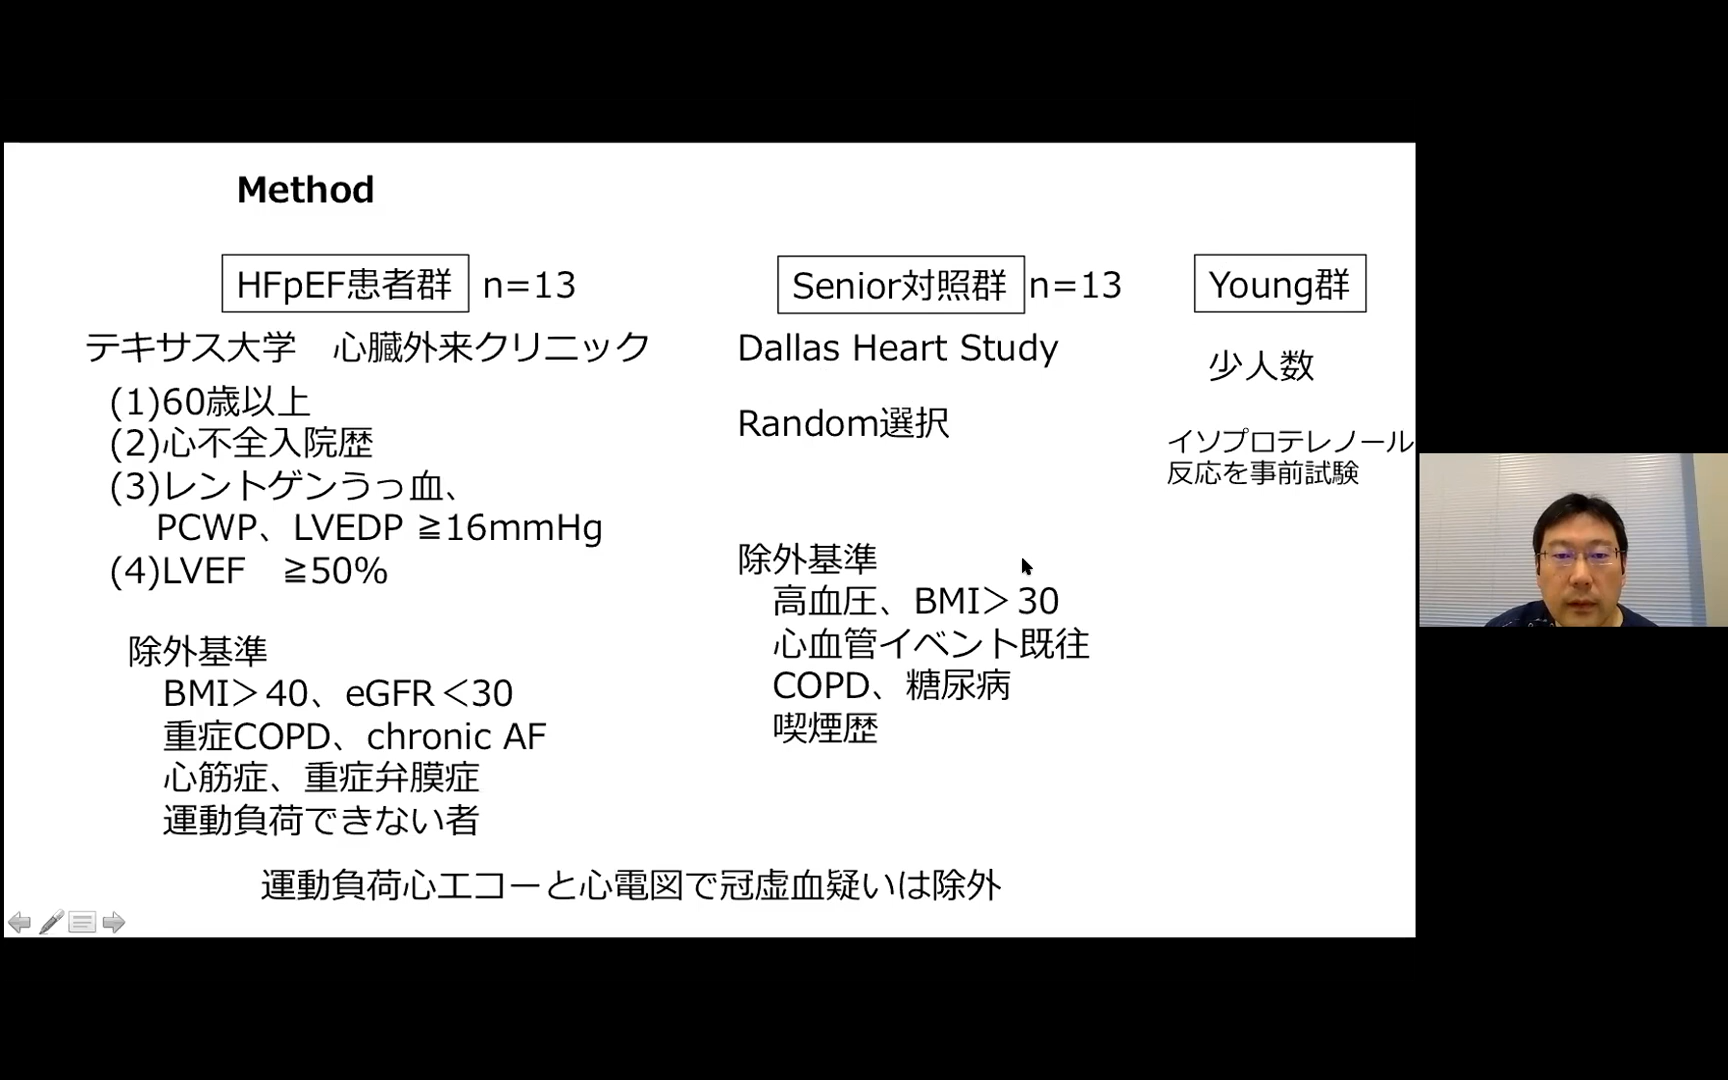 Method
HFpEF患者群 n=13
テキサス大学　心臓外来クリニック
(1)60歳以上
(2)心不全入院歴
(3)レントゲンうっ血、
PCWP、LVEDP ≧16mmHg
(4)LVEF　≧50%
除外基準
BMI＞40、eGFR＜30
重症COPD、chronic AF
心筋症、重症弁膜症
運動負荷できない者
Senior対照群 n=13
Dallas Heart Study
Random選択
除外基準
高血圧、BMI＞30
心血管イベント既往
COPD、糖尿病
喫煙歴
Young群
少人数
イソプロテレノール
反応を事前試験
運動負荷心エコーと心電図で冠虚血疑いは除外